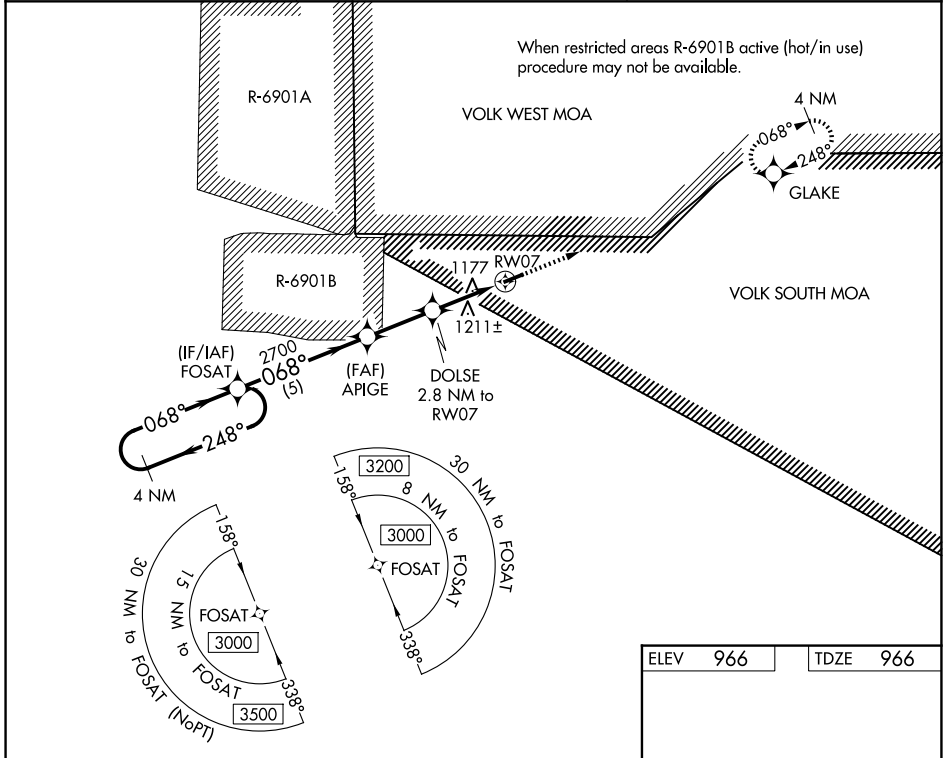 When restricted areas R-6901B active (hot/in use)
procedure may not be available.
R-6901A
VOLK WEST MOA
4 NM
068°
248°
GLAKE
R-6901B
1177
RW07
1211±
VOLK SOUTH MOA
(IF/IAF)
FOSAT
2700
068°
(5)
(FAF)
APIGE
DOLSE
2.8 NM to
RW07
068°
248°
4 NM
158°
3200
30 NM to FOSAT
8 NM to FOSAT
3000
FOSAT
338°
158°
30 NM to FOSAT (NoPT)
15 NM to FOSAT
FOSAT
3000
3500
338°
ELEV 966
TDZE 966